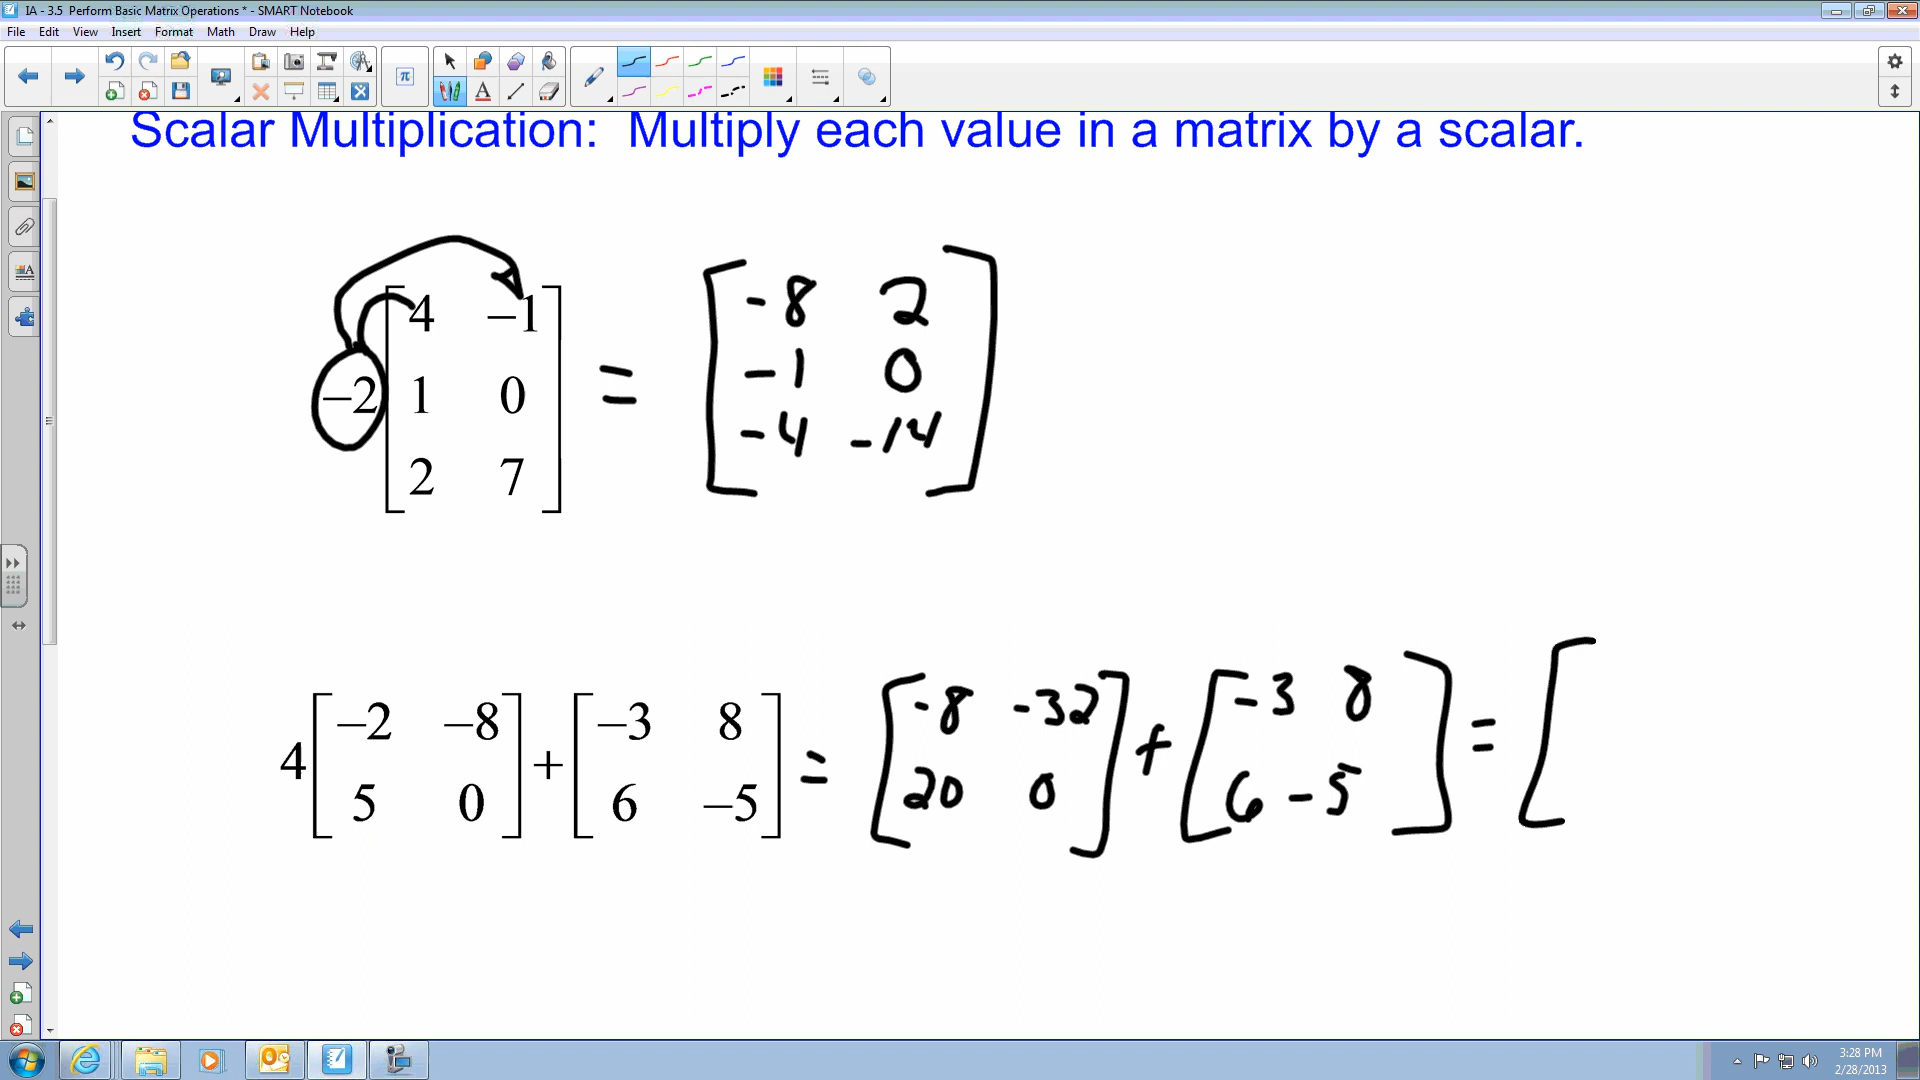 IA - 3.5 Perform Basic Matrix Operations * - SMART Notebook
File Edit View Insert Format Math Draw Help
π
A
A
Scalar Multiplication: Multiply each value in a matrix by a scalar.
4 −1 -8 2
−2 1 0 = -1 0
2 7 -4 -14
−2 −8 −3 8 -8 -32 -3 8
4 + = + =
5 0 6 −5 20 0 6 -5
3:28 PM
2/28/2013